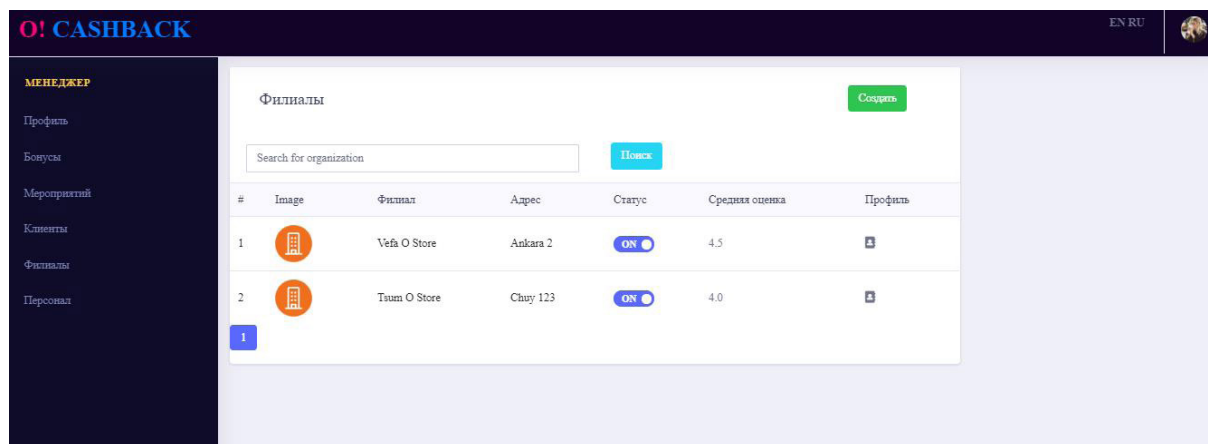 O! CASHBACK
EN RU
МЕНЕДЖЕР
Профиль
Бонусы
Мероприятий
Клиенты
Филиалы
Персонал
Филиалы
Создать
Search for organization
Поиск
# Image Филиал Адрес Статус Средняя оценка Профиль
1 Vefa O Store Ankara 2 ON 4.5
2 Tsum O Store Chuy 123 ON 4.0
1